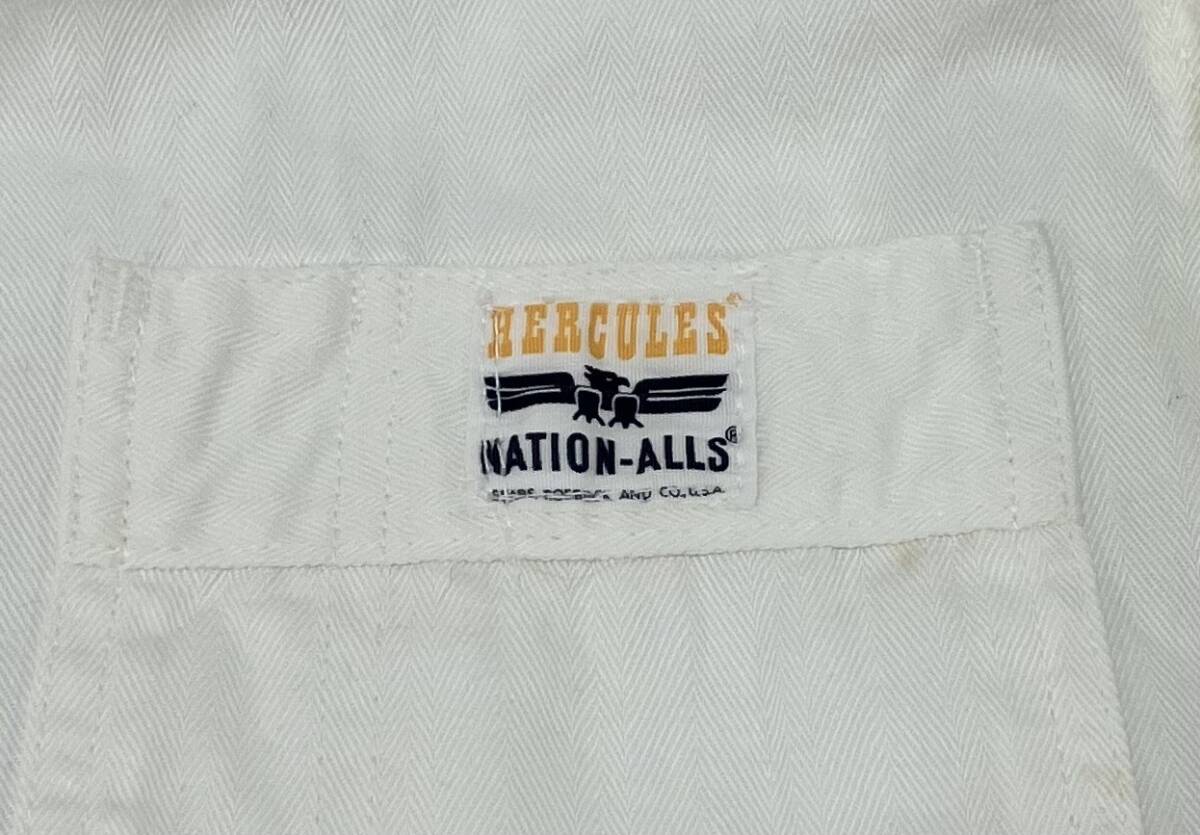 HERCULES®
NATION-ALLS®
SEARS, ROEBUCK AND CO., U.S.A.